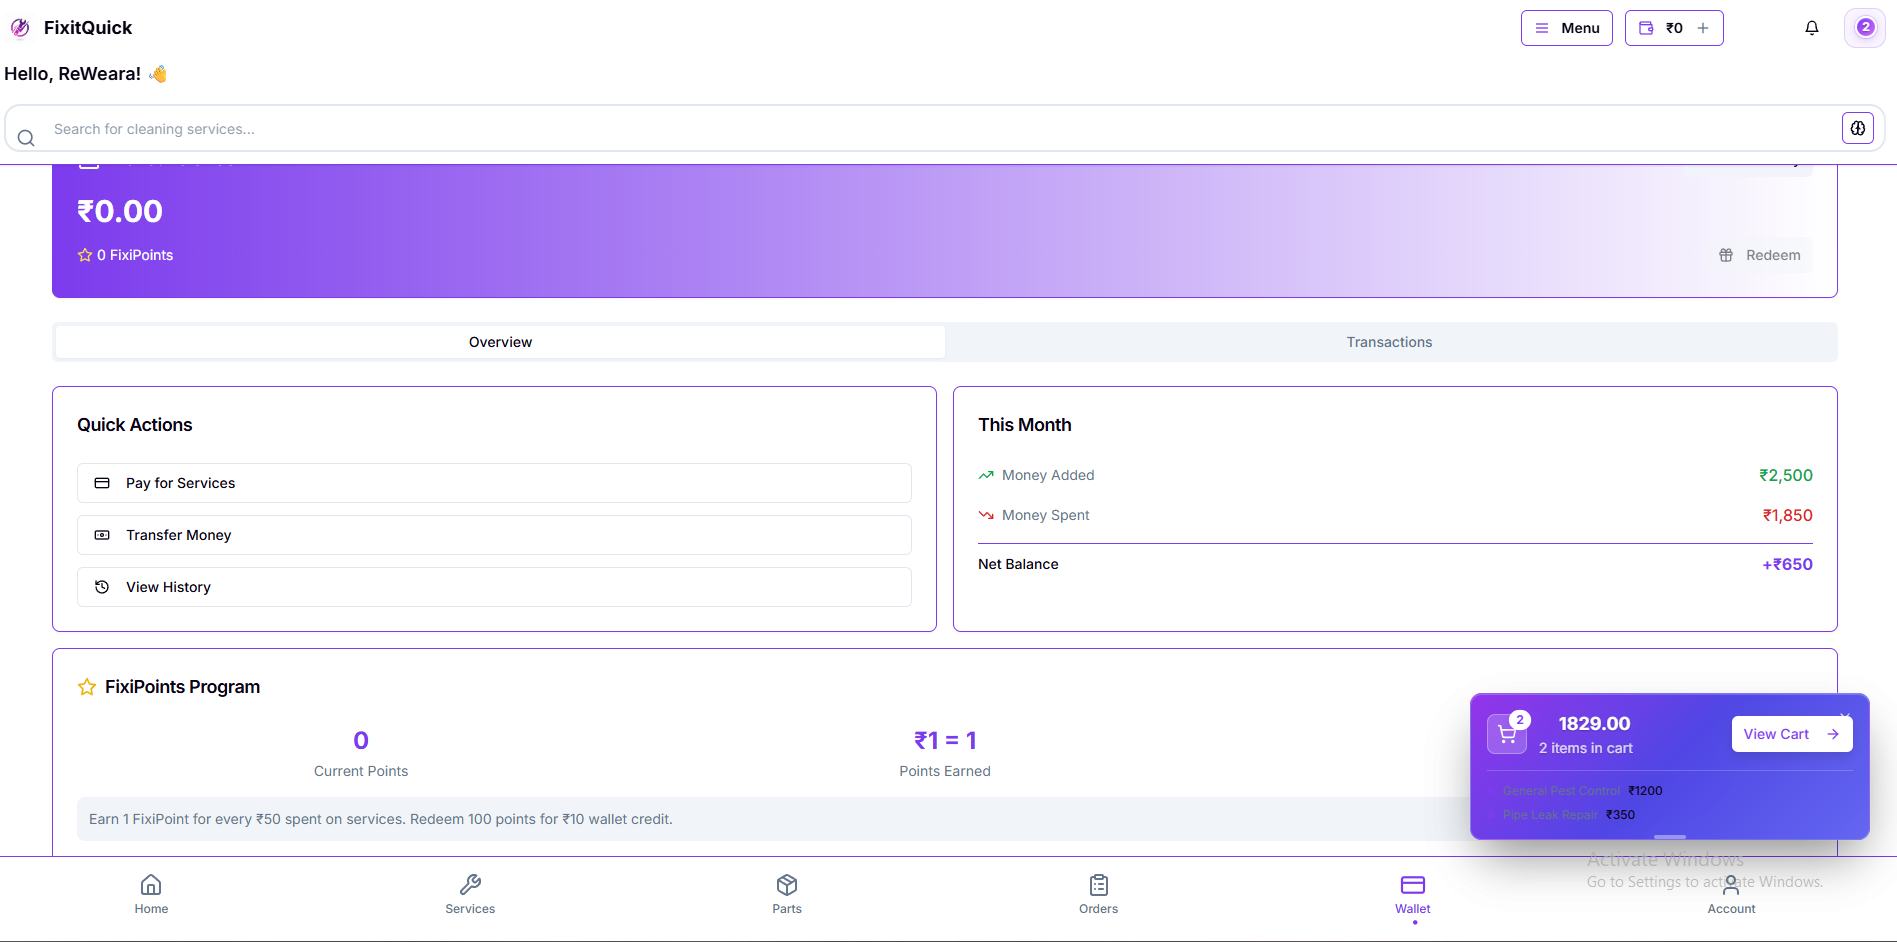 FixitQuick
Menu
₹0
2
Hello, ReWeara! 👋
Search for cleaning services...
₹0.00
0 FixiPoints
Redeem
Overview
Transactions
Quick Actions
Pay for Services
Transfer Money
View History
This Month
Money Added
₹2,500
Money Spent
₹1,850
Net Balance
+₹650
FixiPoints Program
0
Current Points
₹1 = 1
Points Earned
Earn 1 FixiPoint for every ₹50 spent on services. Redeem 100 points for ₹10 wallet credit.
2
1829.00
2 items in cart
View Cart
General Pest Control ₹1200
Pipe Leak Repair ₹350
Activate Windows
Go to Settings to activate Windows.
Home
Services
Parts
Orders
Wallet
Account